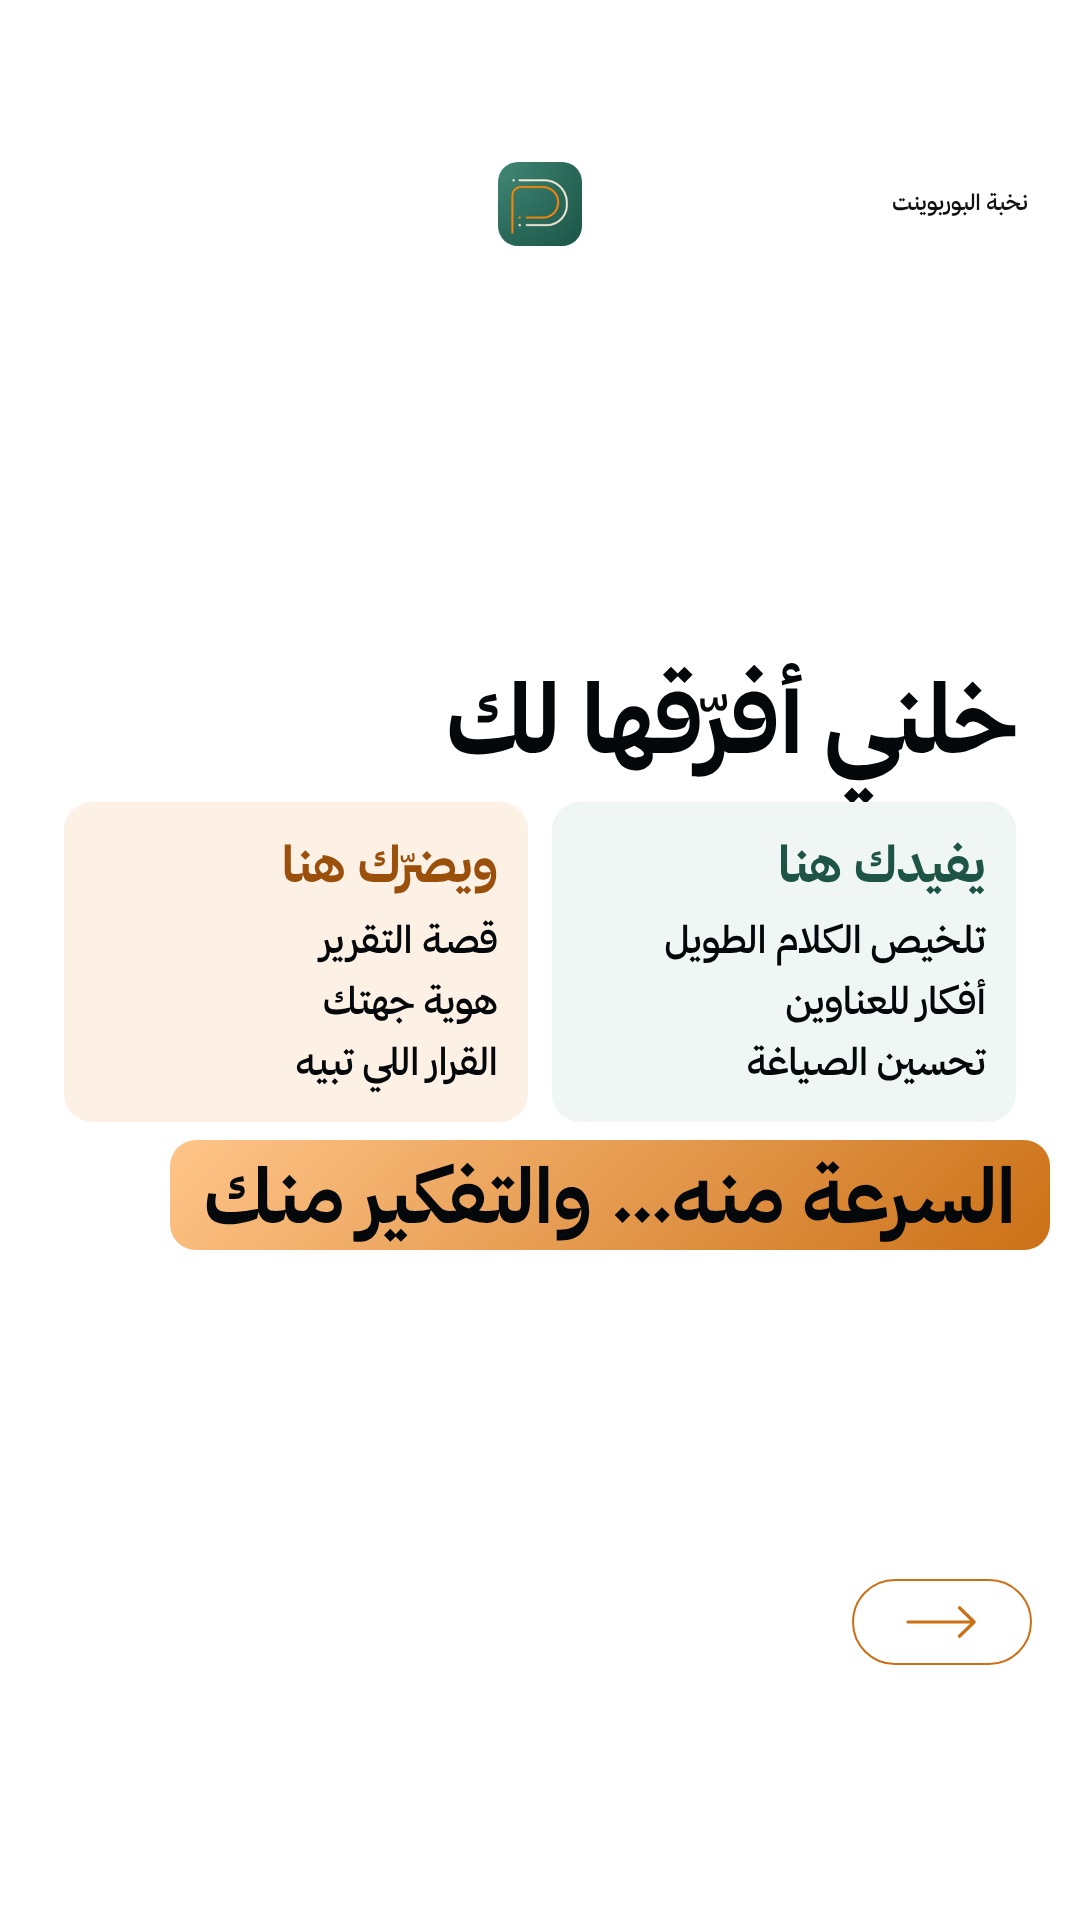 نخبة البوربوينت
خلني أفرّقها لك
يفيدك هنا
تلخيص الكلام الطويل
أفكار للعناوين
تحسين الصياغة
ويضرّك هنا
قصة التقرير
هوية جهتك
القرار اللي تبيه
السرعة منه... والتفكير منك